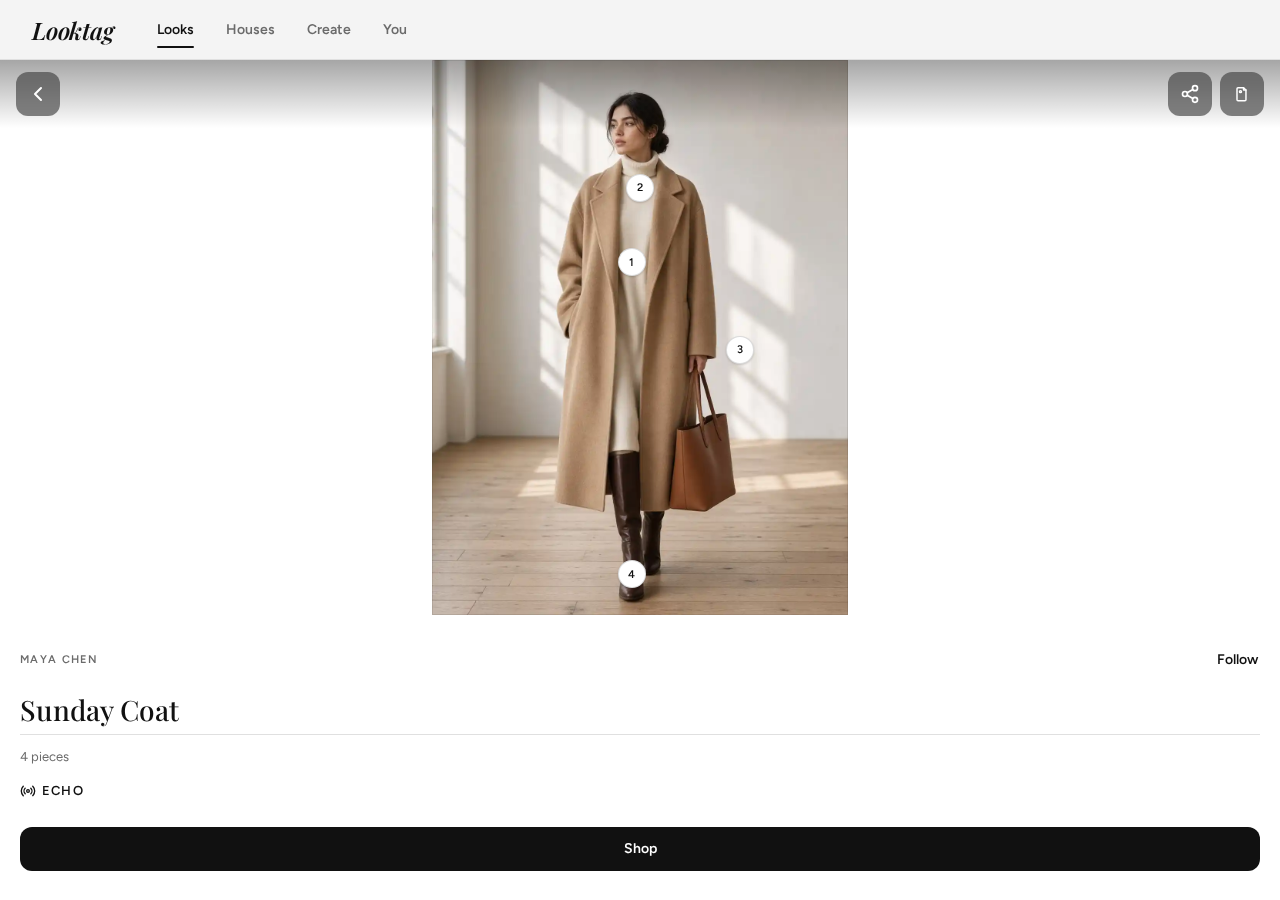 Looktag
Looks
Houses
Create
You
2
1
3
4
MAYA CHEN
Follow
Sunday Coat
4 pieces
ECHO
Shop